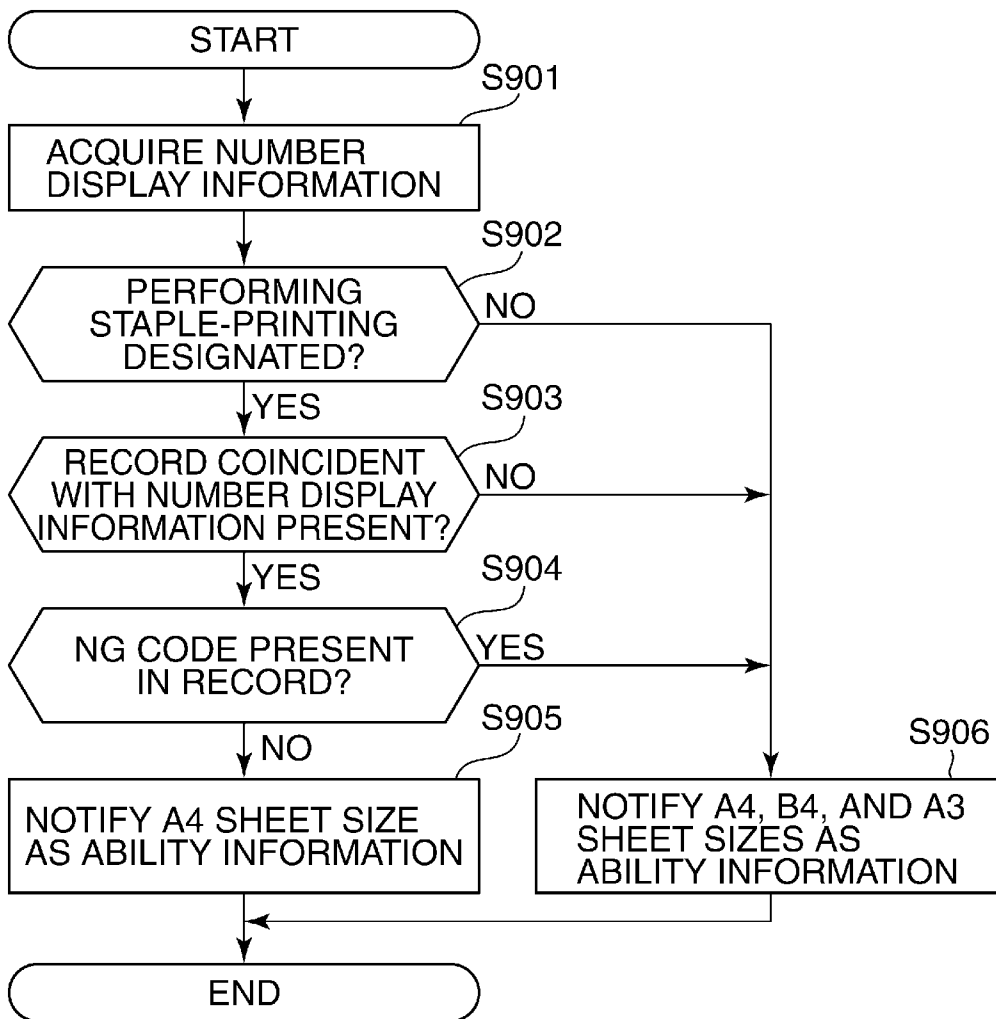 START
S901
ACQUIRE NUMBER
DISPLAY INFORMATION
S902
PERFORMING
STAPLE-PRINTING
DESIGNATED?
NO
YES
S903
RECORD COINCIDENT
WITH NUMBER DISPLAY
INFORMATION PRESENT?
NO
YES
S904
NG CODE PRESENT
IN RECORD?
YES
NO
S905
NOTIFY A4 SHEET SIZE
AS ABILITY INFORMATION
S906
NOTIFY A4, B4, AND A3
SHEET SIZES AS
ABILITY INFORMATION
END